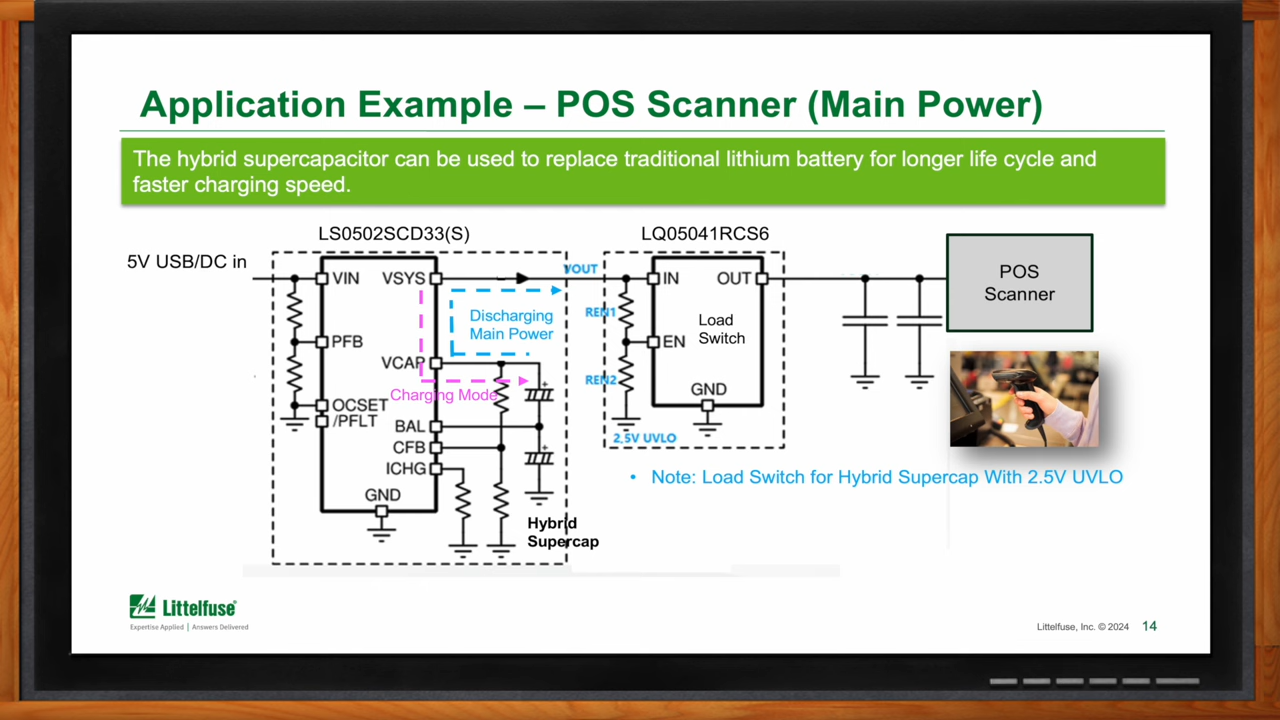 Application Example – POS Scanner (Main Power)
The hybrid supercapacitor can be used to replace traditional lithium battery for longer life cycle and
faster charging speed.
LS0502SCD33(S)
LQ05041RCS6
5V USB/DC in
VIN
VSYS
PFB
VCAP
OCSET
/PFLT
BAL
CFB
ICHG
GND
Discharging
Main Power
Charging Mode
+
+
Hybrid
Supercap
VOUT
REN1
REN2
2.5V UVLO
IN
OUT
EN
Load
Switch
GND
POS
Scanner
• Note: Load Switch for Hybrid Supercap With 2.5V UVLO
Littelfuse®
Expertise Applied | Answers Delivered
Littelfuse, Inc. © 2024
14